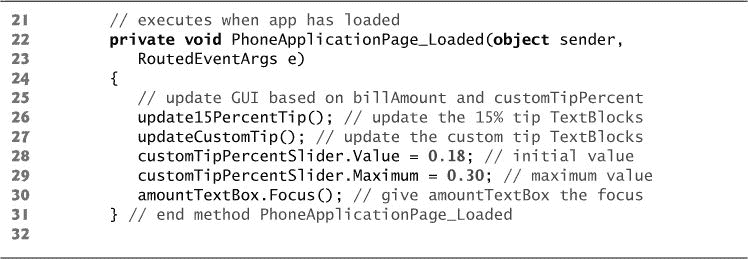 21 // executes when app has loaded
22 private void PhoneApplicationPage_Loaded(object sender,
23 RoutedEventArgs e)
24 {
25 // update GUI based on billAmount and customTipPercent
26 update15PercentTip(); // update the 15% tip TextBlocks
27 updateCustomTip(); // update the custom tip TextBlocks
28 customTipPercentSlider.Value = 0.18; // initial value
29 customTipPercentSlider.Maximum = 0.30; // maximum value
30 amountTextBox.Focus(); // give amountTextBox the focus
31 } // end method PhoneApplicationPage_Loaded
32